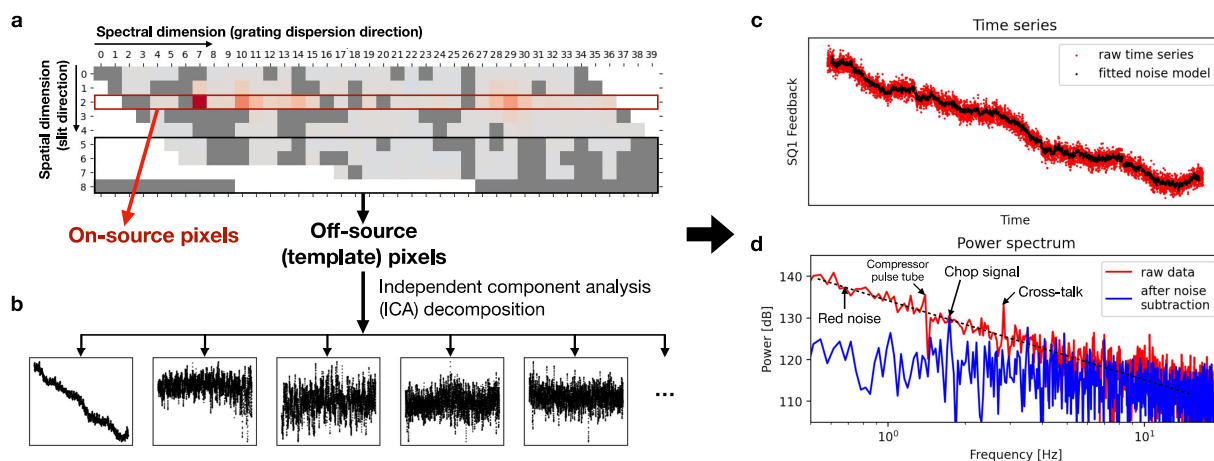 a
Spectral dimension (grating dispersion direction)
0 1 2 3 4 5 6 7 8 9 10 11 12 13 14 15 16 17 18 19 20 21 22 23 24 25 26 27 28 29 30 31 32 33 34 35 36 37 38 39
Spatial dimension
(slit direction)
0
1
2
3
4
5
6
7
8
On-source pixels
Off-source
(template) pixels
Independent component analysis
(ICA) decomposition
b
...
c
Time series
raw time series
fitted noise model
SQ1 Feedback
Time
d
Power spectrum
Compressor
pulse tube
Chop signal
Cross-talk
Red noise
raw data
after noise
subtraction
Power [dB]
140
130
120
110
10⁰
10¹
Frequency [Hz]